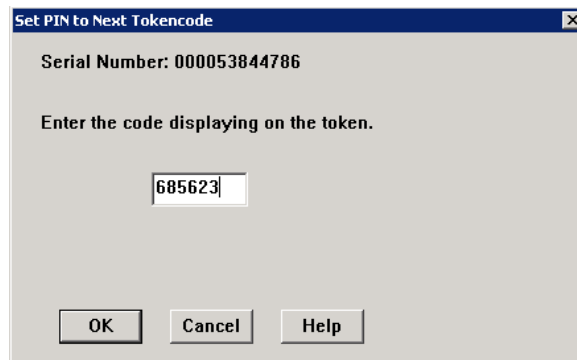 Set PIN to Next Tokencode
Serial Number: 000053844786
Enter the code displaying on the token.
685623
OK Cancel Help